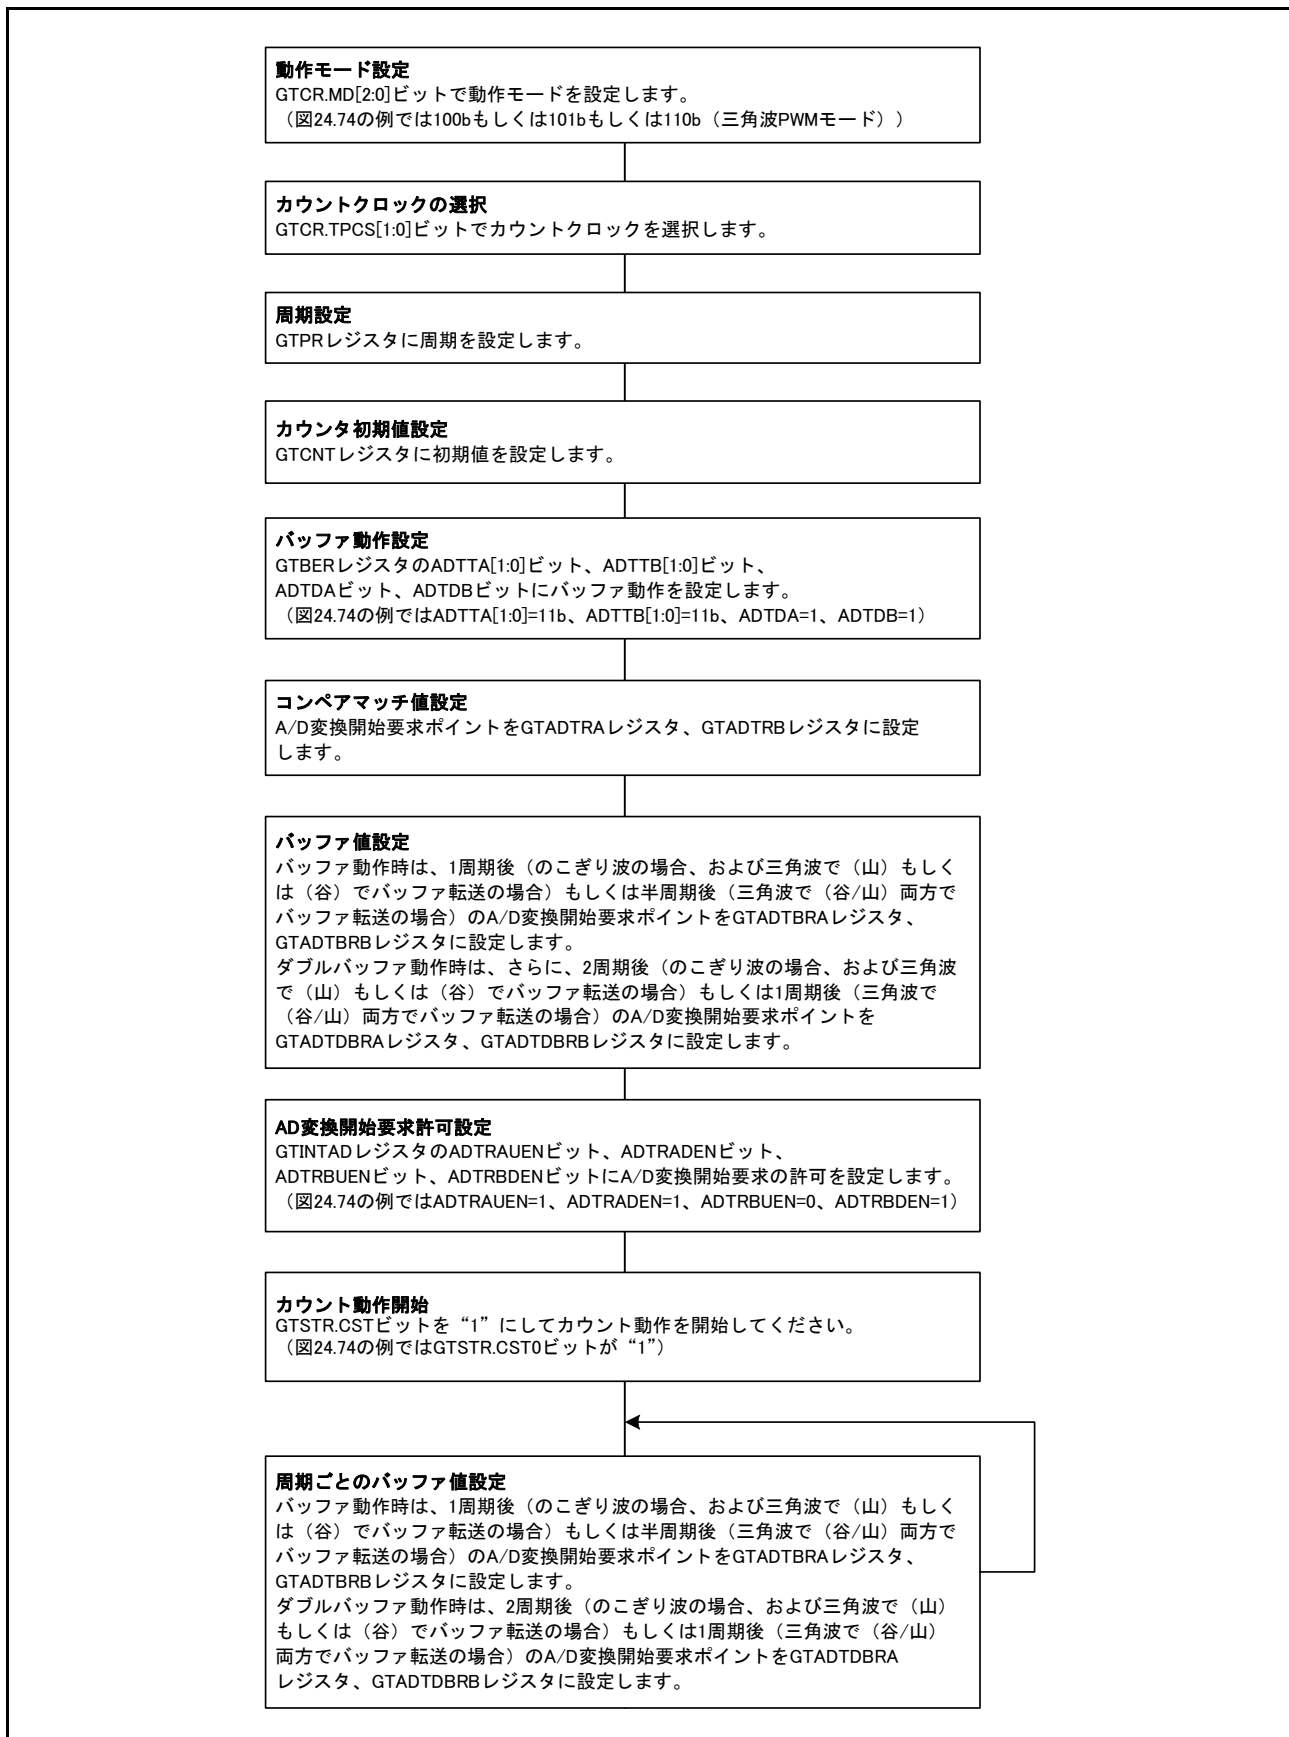 動作モード設定
GTCR.MD[2:0]ビットで動作モードを設定します。
（図24.74の例では100bもしくは101bもしくは110b（三角波PWMモード））
カウントクロックの選択
GTCR.TPCS[1:0]ビットでカウントクロックを選択します。
周期設定
GTPRレジスタに周期を設定します。
カウンタ初期値設定
GTCNTレジスタに初期値を設定します。
バッファ動作設定
GTBERレジスタのADTTA[1:0]ビット、ADTTB[1:0]ビット、
ADTDAビット、ADTDBビットにバッファ動作を設定します。
（図24.74の例ではADTTA[1:0]=11b、ADTTB[1:0]=11b、ADTDA=1、ADTDB=1）
コンペアマッチ値設定
A/D変換開始要求ポイントをGTADTRAレジスタ、GTADTRBレジスタに設定
します。
バッファ値設定
バッファ動作時は、1周期後（のこぎり波の場合、および三角波で（山）もしく
は（谷）でバッファ転送の場合）もしくは半周期後（三角波で（谷/山）両方で
バッファ転送の場合）のA/D変換開始要求ポイントをGTADTBRAレジスタ、
GTADTBRBレジスタに設定します。
ダブルバッファ動作時は、さらに、2周期後（のこぎり波の場合、および三角波
で（山）もしくは（谷）でバッファ転送の場合）もしくは1周期後（三角波で
（谷/山）両方でバッファ転送の場合）のA/D変換開始要求ポイントを
GTADTDBRAレジスタ、GTADTDBRBレジスタに設定します。
AD変換開始要求許可設定
GTINTADレジスタのADTRAUENビット、ADTRADENビット、
ADTRBUENビット、ADTRBDENビットにA/D変換開始要求の許可を設定します。
（図24.74の例ではADTRAUEN=1、ADTRADEN=1、ADTRBUEN=0、ADTRBDEN=1）
カウント動作開始
GTSTR.CSTビットを“1”にしてカウント動作を開始してください。
（図24.74の例ではGTSTR.CST0ビットが“1”）
周期ごとのバッファ値設定
バッファ動作時は、1周期後（のこぎり波の場合、および三角波で（山）もしく
は（谷）でバッファ転送の場合）もしくは半周期後（三角波で（谷/山）両方で
バッファ転送の場合）のA/D変換開始要求ポイントをGTADTBRAレジスタ、
GTADTBRBレジスタに設定します。
ダブルバッファ動作時は、2周期後（のこぎり波の場合、および三角波で（山）
もしくは（谷）でバッファ転送の場合）もしくは1周期後（三角波で（谷/山）
両方でバッファ転送の場合）のA/D変換開始要求ポイントをGTADTDBRA
レジスタ、GTADTDBRBレジスタに設定します。